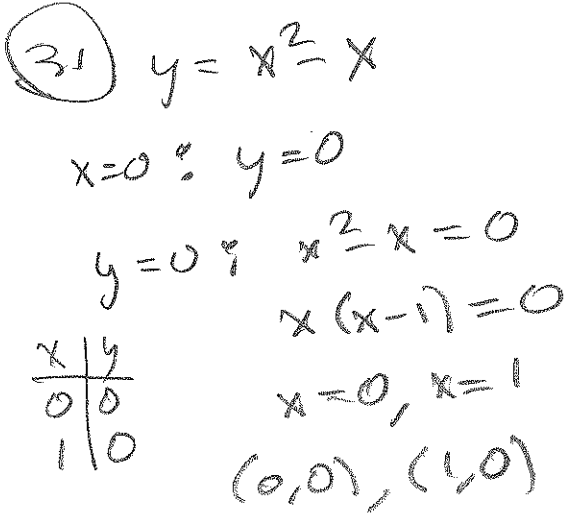 31 y = x² - x
x=0 : y=0
y=0 ; x² - x = 0
x(x-1) = 0
x | y
0 | 0
1 | 0
x=0, x=1
(0,0), (1,0)